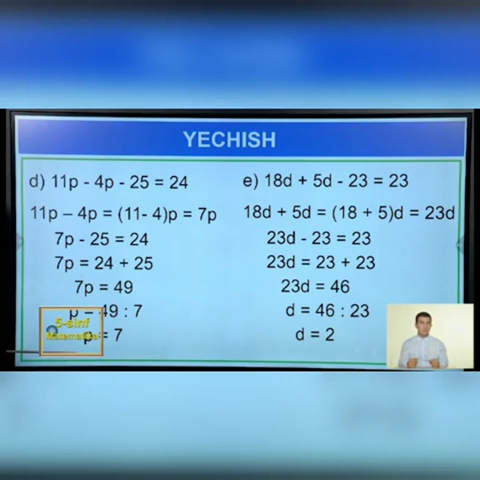 YECHISH
d) 11p - 4p - 25 = 24
11p – 4p = (11- 4)p = 7p
7p - 25 = 24
7p = 24 + 25
7p = 49
p = 49 : 7
p = 7
e) 18d + 5d - 23 = 23
18d + 5d = (18 + 5)d = 23d
23d - 23 = 23
23d = 23 + 23
23d = 46
d = 46 : 23
d = 2
5-sinf
Matematika